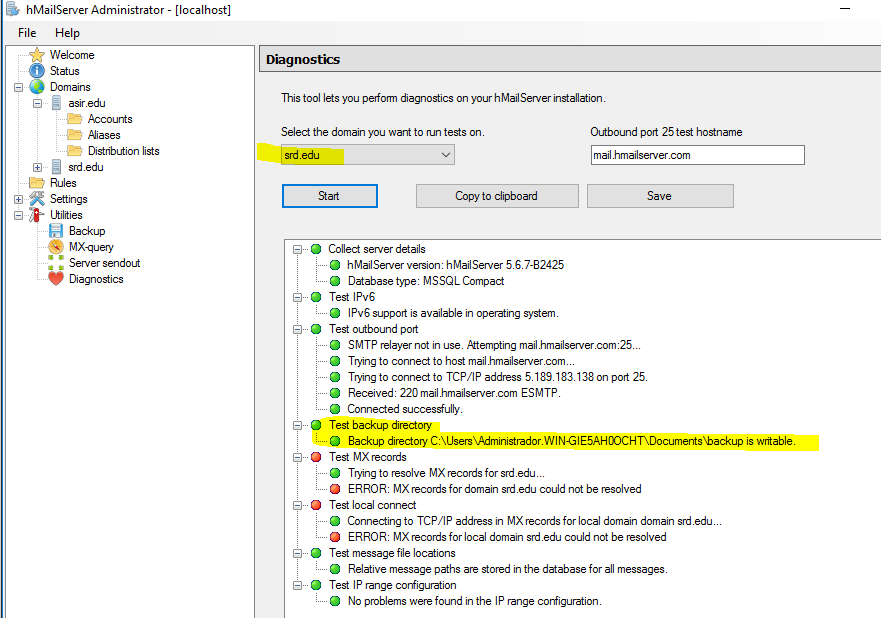 hMailServer Administrator - [localhost]
File Help
Welcome
Status
Domains
asir.edu
Accounts
Aliases
Distribution lists
srd.edu
Rules
Settings
Utilities
Backup
MX-query
Server sendout
Diagnostics
Diagnostics
This tool lets you perform diagnostics on your hMailServer installation.
Select the domain you want to run tests on.
Outbound port 25 test hostname
srd.edu
mail.hmailserver.com
Start
Copy to clipboard
Save
Collect server details
hMailServer version: hMailServer 5.6.7-B2425
Database type: MSSQL Compact
Test IPv6
IPv6 support is available in operating system.
Test outbound port
SMTP relayer not in use. Attempting mail.hmailserver.com:25...
Trying to connect to host mail.hmailserver.com...
Trying to connect to TCP/IP address 5.189.183.138 on port 25.
Received: 220 mail.hmailserver.com ESMTP.
Connected successfully.
Test backup directory
Backup directory C:\Users\Administrador.WIN-GIE5AH0OCHT\Documents\backup is writable.
Test MX records
Trying to resolve MX records for srd.edu...
ERROR: MX records for domain srd.edu could not be resolved
Test local connect
Connecting to TCP/IP address in MX records for local domain domain srd.edu...
ERROR: MX records for local domain srd.edu could not be resolved
Test message file locations
Relative message paths are stored in the database for all messages.
Test IP range configuration
No problems were found in the IP range configuration.